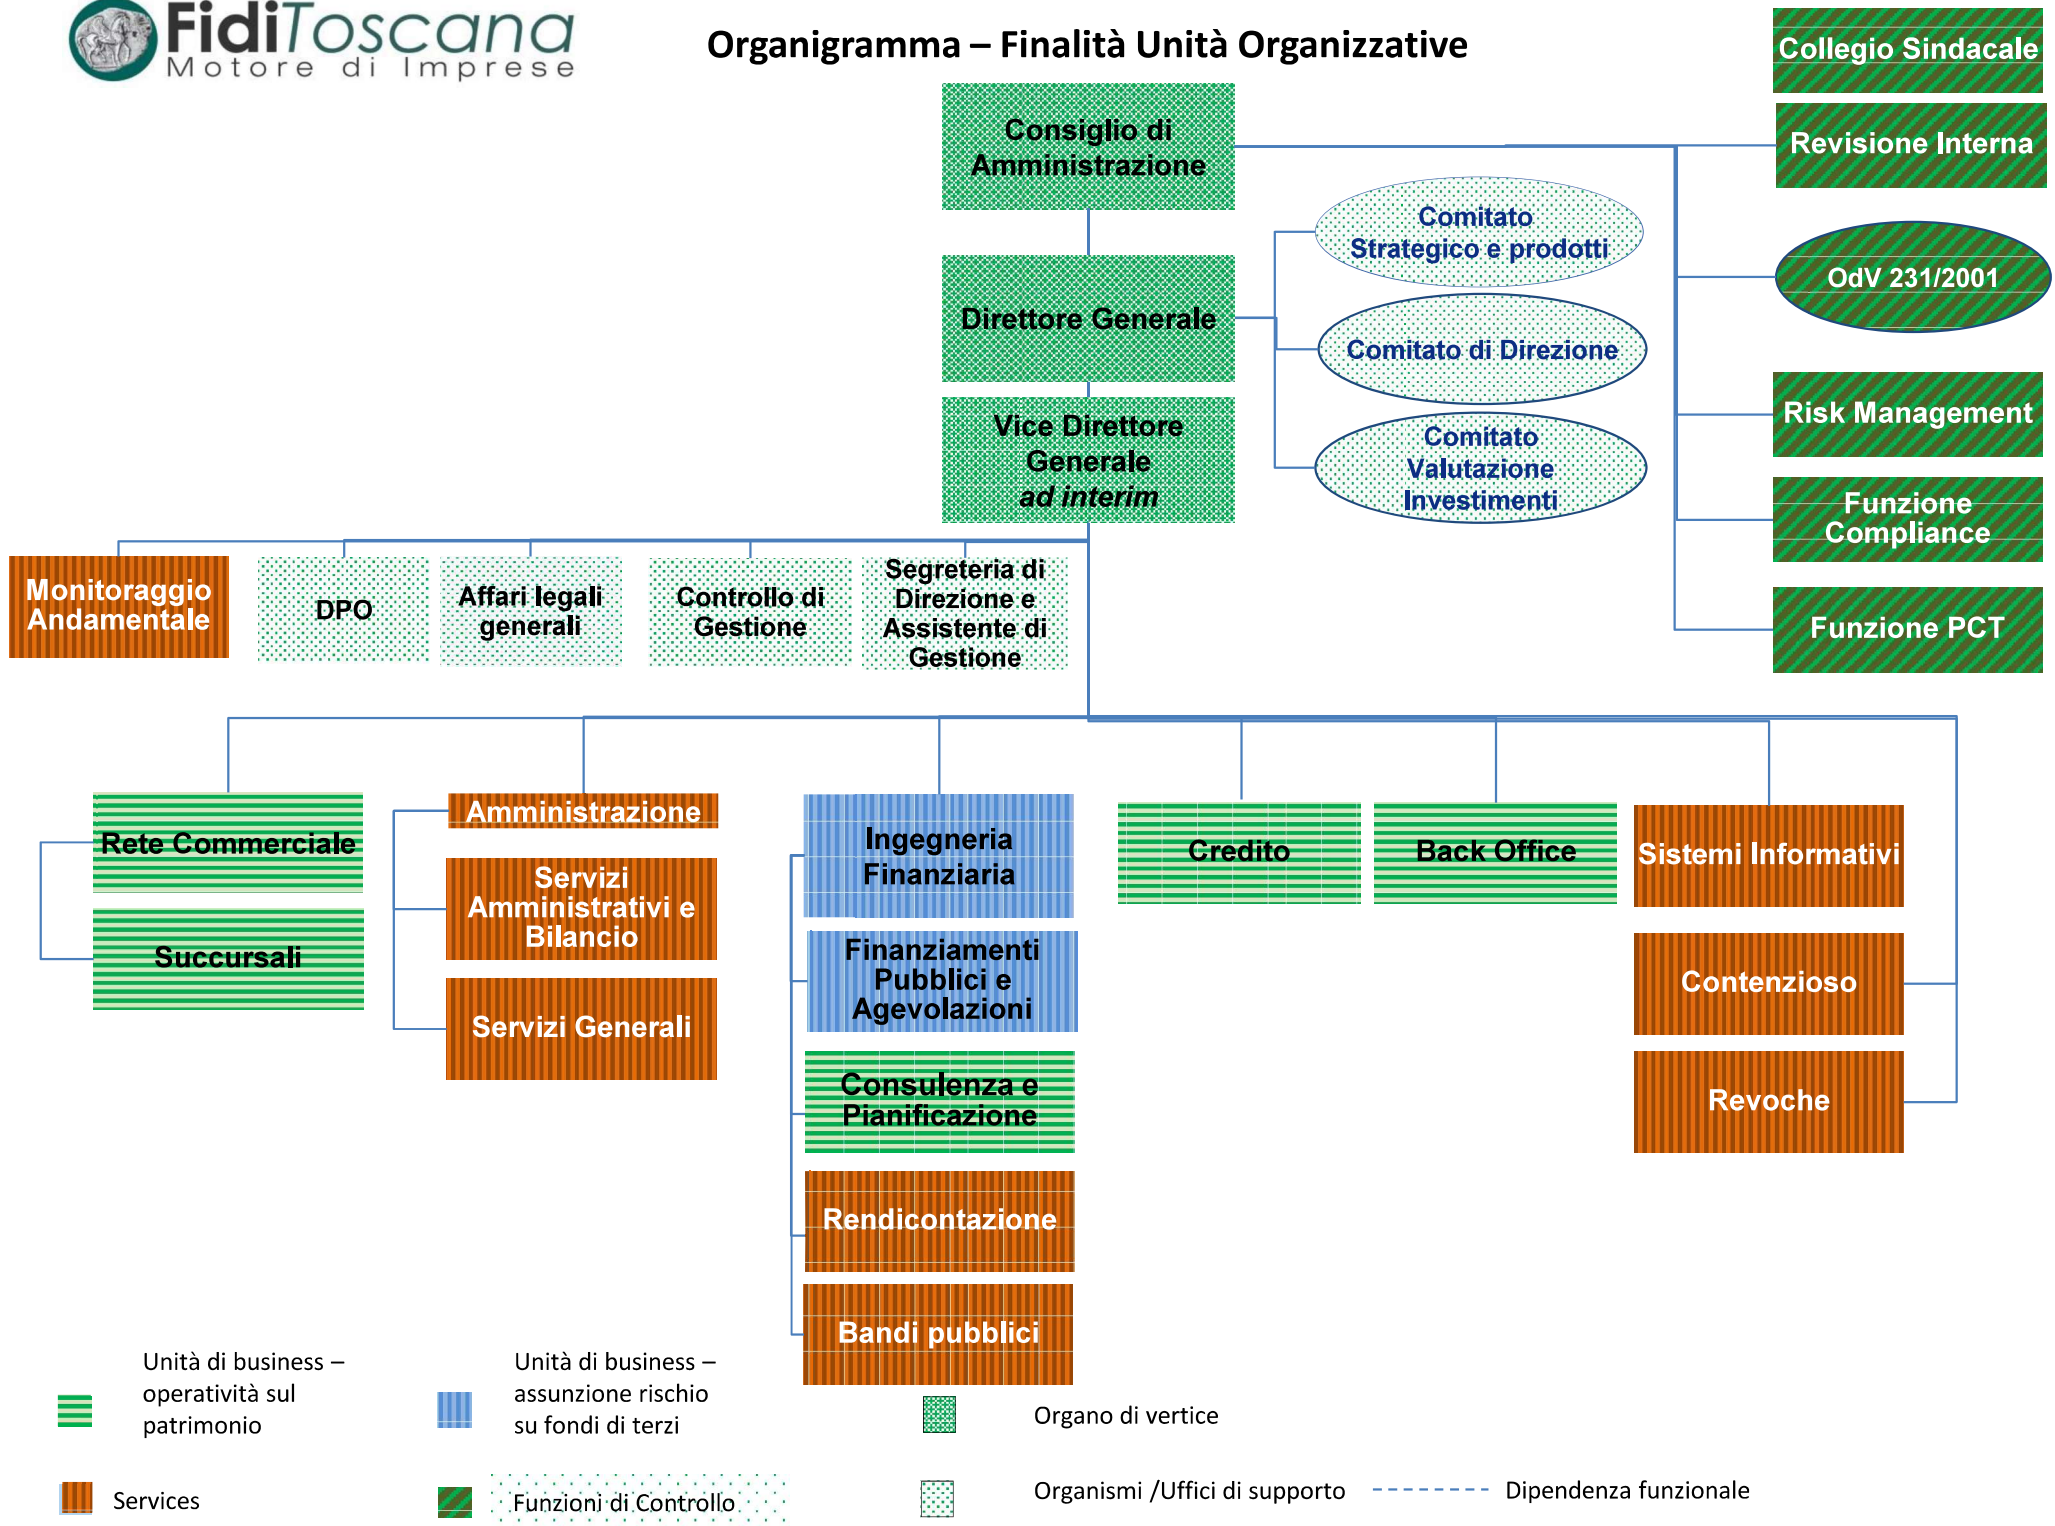 FidiToscana
Motore di Imprese
Organigramma – Finalità Unità Organizzative
Collegio Sindacale
Consiglio di
Amministrazione
Revisione Interna
Comitato
Strategico e prodotti
OdV 231/2001
Direttore Generale
Comitato di Direzione
Risk Management
Vice Direttore
Generale
ad interim
Comitato
Valutazione
Investimenti
Funzione
Compliance
Funzione PCT
Monitoraggio
Andamentale
DPO
Affari legali
generali
Controllo di
Gestione
Segreteria di
Direzione e
Assistente di
Gestione
Rete Commerciale
Succursali
Amministrazione
Servizi
Amministrativi e
Bilancio
Servizi Generali
Ingegneria
Finanziaria
Finanziamenti
Pubblici e
Agevolazioni
Consulenza e
Pianificazione
Rendicontazione
Bandi pubblici
Credito
Back Office
Sistemi Informativi
Contenzioso
Revoche
Unità di business –
operatività sul
patrimonio
Unità di business –
assunzione rischio
su fondi di terzi
Organo di vertice
Services
Funzioni di Controllo
Organismi /Uffici di supporto
Dipendenza funzionale